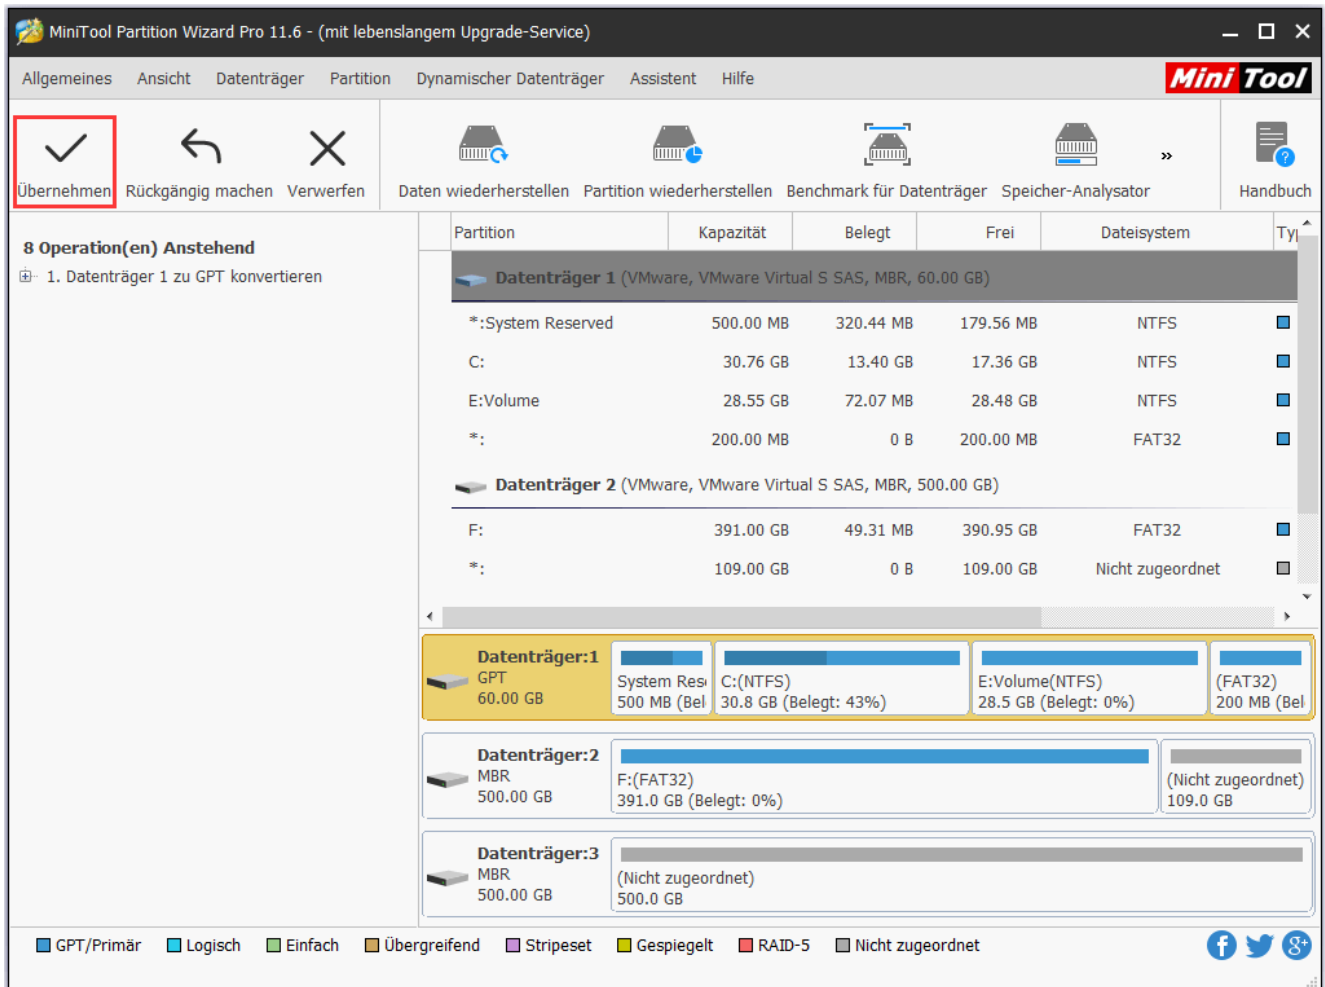 MiniTool Partition Wizard Pro 11.6 - (mit lebenslangem Upgrade-Service)
Allgemeines Ansicht Datenträger Partition Dynamischer Datenträger Assistent Hilfe
Mini Tool
Übernehmen Rückgängig machen Verwerfen Daten wiederherstellen Partition wiederherstellen Benchmark für Datenträger Speicher-Analysator » Handbuch
8 Operation(en) Anstehend
1. Datenträger 1 zu GPT konvertieren
Partition Kapazität Belegt Frei Dateisystem Ty
Datenträger 1 (VMware, VMware Virtual S SAS, MBR, 60.00 GB)
*:System Reserved 500.00 MB 320.44 MB 179.56 MB NTFS
C: 30.76 GB 13.40 GB 17.36 GB NTFS
E:Volume 28.55 GB 72.07 MB 28.48 GB NTFS
*: 200.00 MB 0 B 200.00 MB FAT32
Datenträger 2 (VMware, VMware Virtual S SAS, MBR, 500.00 GB)
F: 391.00 GB 49.31 MB 390.95 GB FAT32
*: 109.00 GB 0 B 109.00 GB Nicht zugeordnet
Datenträger:1
GPT
60.00 GB
System Res
500 MB (Bel
C:(NTFS)
30.8 GB (Belegt: 43%)
E:Volume(NTFS)
28.5 GB (Belegt: 0%)
(FAT32)
200 MB (Bel
Datenträger:2
MBR
500.00 GB
F:(FAT32)
391.0 GB (Belegt: 0%)
(Nicht zugeordnet)
109.0 GB
Datenträger:3
MBR
500.00 GB
(Nicht zugeordnet)
500.0 GB
GPT/Primär Logisch Einfach Übergreifend Stripeset Gespiegelt RAID-5 Nicht zugeordnet